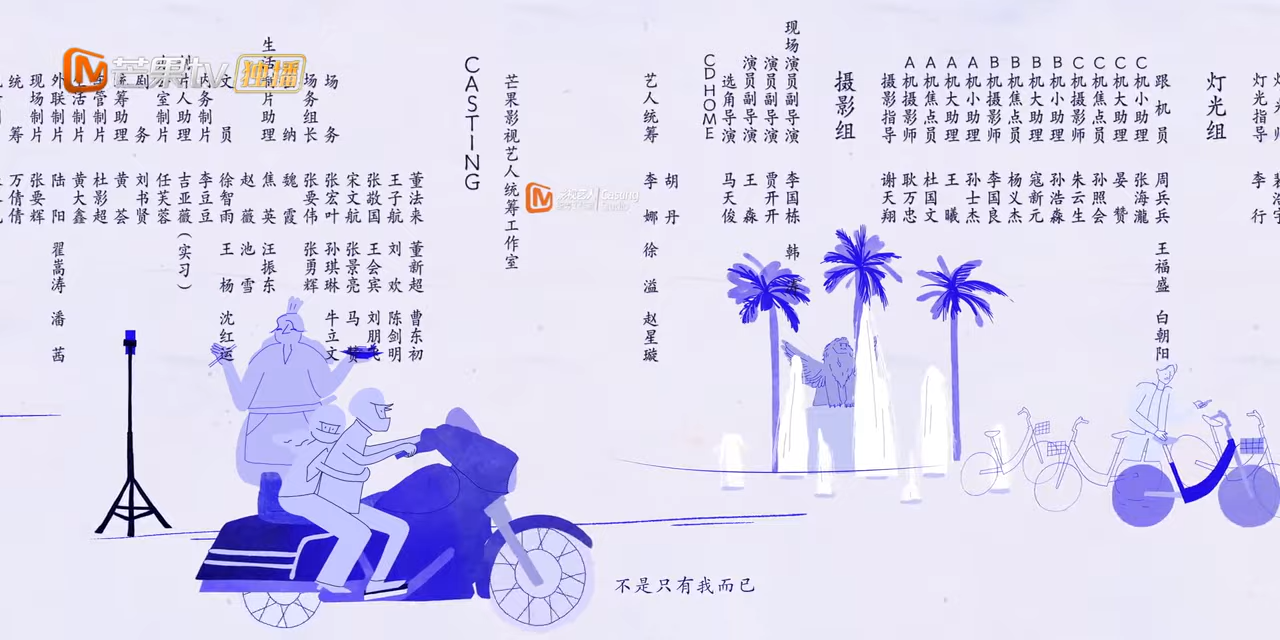 芒果tv 独播
统筹 万倩倩
现场制片 张要辉
外联制片 陆阳 翟嵩涛 潘茜
活制片 黄大鑫
管制片 杜影超
筹助理 黄荟
剧务 刘书贤
室制片 任芙蓉
片人助理 吉亚薇(实习)
内务制片 李豆豆
文员 徐智雨 王杨 沈红运
赵薇 池雪
生活制片助理 焦英 汪振东
纳 魏霞
场务组长 张要伟 张勇辉
场务 张宏叶 孙琪琳 牛立文
宋文航 张景亮 马赞
张敬国 王会宾 刘朋
王子航 刘欢 陈剑明
董法来 董新超 曹东初
CASTING
芒果影视艺人统筹工作室
Casting Studio
艺人统筹 李娜 徐溢 赵星璇
胡丹
CDHOME
选角导演 马天俊
演员副导演 王淼
演员副导演 贾开开
现场演员副导演 李国栋 韩涛
摄影组
摄影指导 谢天翔
A机摄影师 耿万忠
A机焦点员 杜国文
A机大助理 王曦
A机小助理 孙士杰
B机摄影师 李国良
B机焦点员 杨义杰
B机大助理 寇新元
B机小助理 孙浩森
C机摄影师 朱云生
C机焦点员 孙照会
C机大助理 晏赞
C机小助理 张海瀧
跟机员 周兵兵 王福盛 白朝阳
灯光组
灯光指导 李行
不是只有我而已